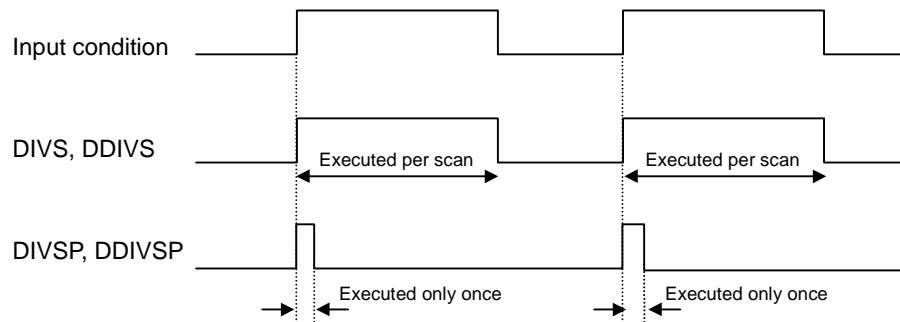 Input condition
DIVS, DDIVS
Executed per scan
Executed per scan
DIVSP, DDIVSP
Executed only once
Executed only once